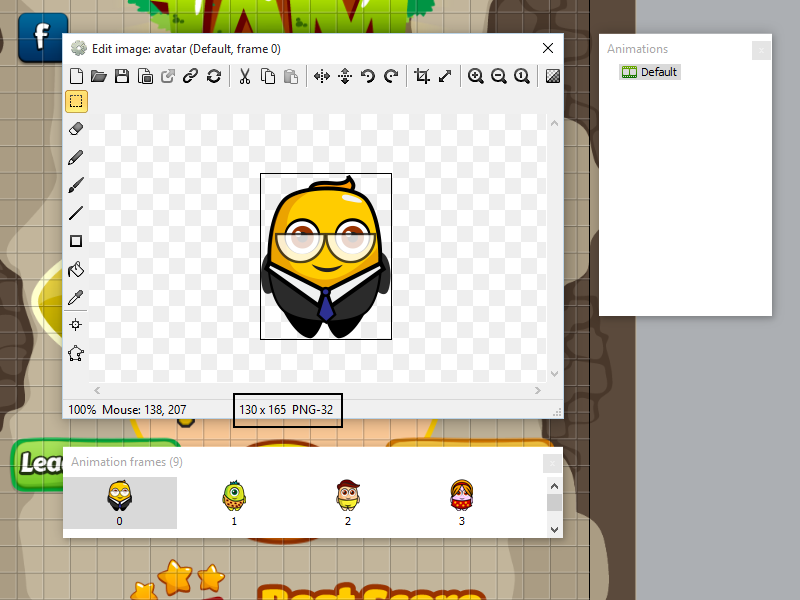 JAM
f
Edit image: avatar (Default, frame 0)
Animations
Default
100% Mouse: 138, 207
130 x 165 PNG-32
Lea
Animation frames (9)
0
1
2
3
Best Score